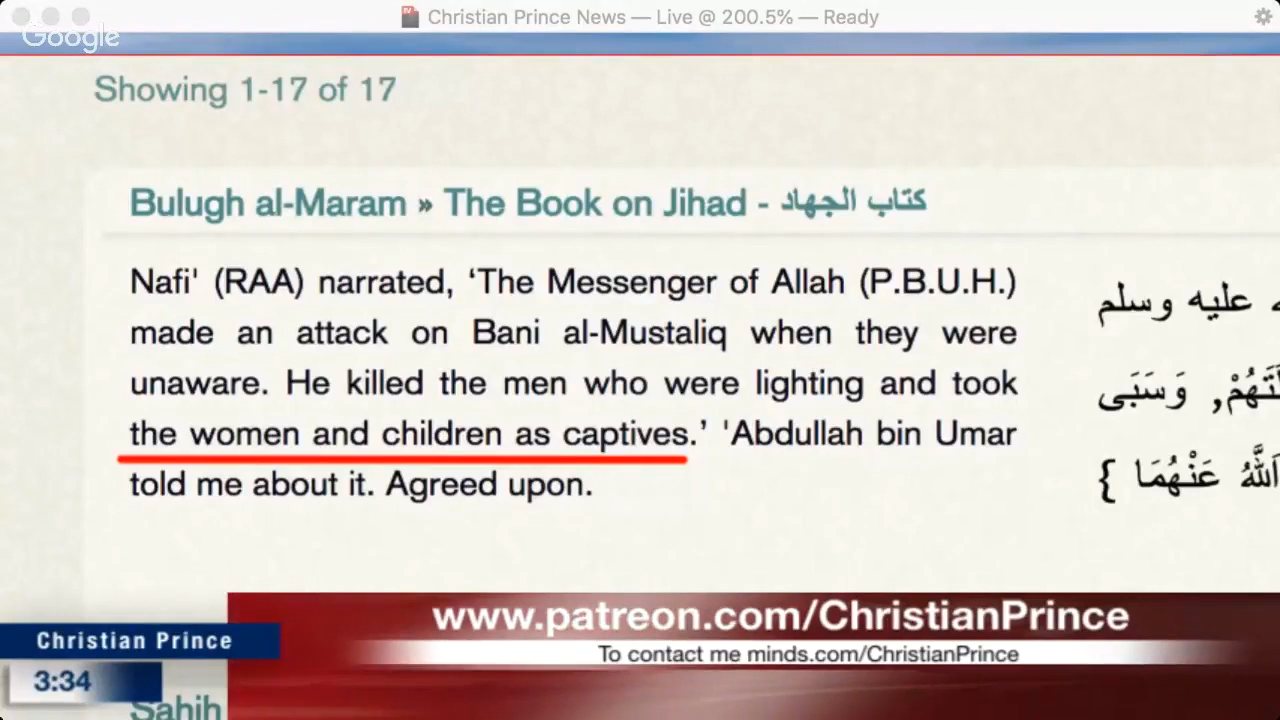 Christian Prince News — Live @ 200.5% — Ready
Google
Showing 1-17 of 17
Bulugh al-Maram » The Book on Jihad - كتاب الجهاد
Nafi' (RAA) narrated, ‘The Messenger of Allah (P.B.U.H.)
made an attack on Bani al-Mustaliq when they were
unaware. He killed the men who were lighting and took
the women and children as captives.’ 'Abdullah bin Umar
told me about it. Agreed upon.
عليه وسلم
وَسَبَى
اَللَّهُ عَنْهُمَا }
www.patreon.com/ChristianPrince
Christian Prince
To contact me minds.com/ChristianPrince
3:34
Sahih